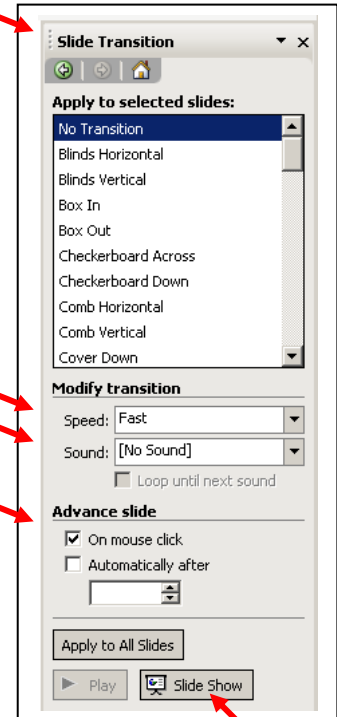 Slide Transition
Apply to selected slides:
No Transition
Blinds Horizontal
Blinds Vertical
Box In
Box Out
Checkerboard Across
Checkerboard Down
Comb Horizontal
Comb Vertical
Cover Down
Modify transition
Speed: Fast
Sound: [No Sound]
Loop until next sound
Advance slide
On mouse click
Automatically after
Apply to All Slides
Play Slide Show